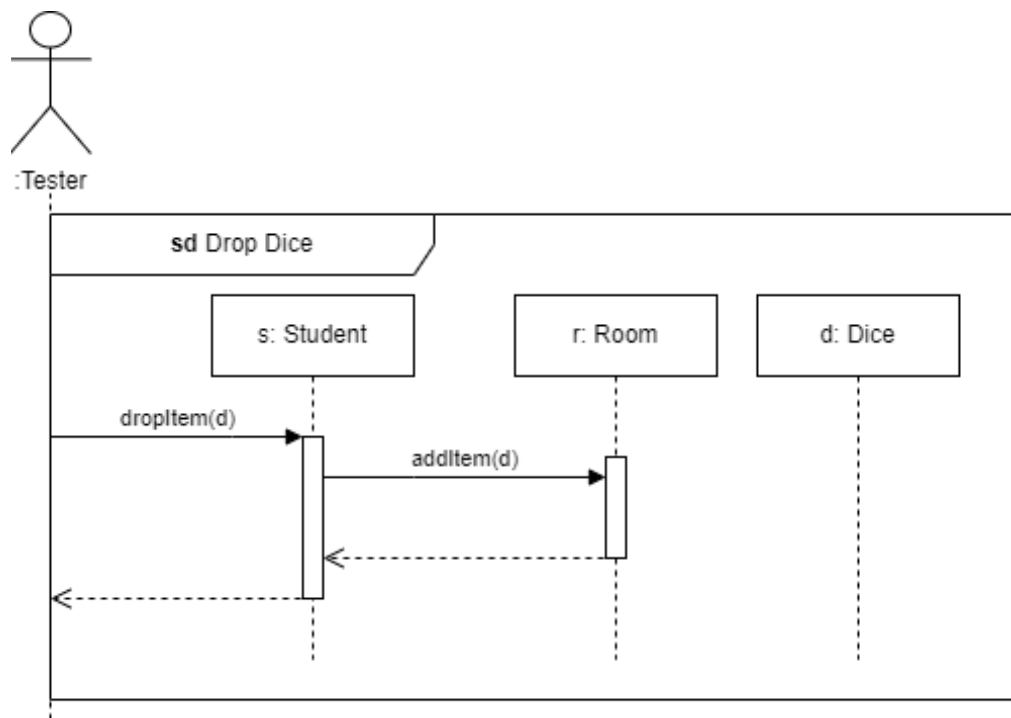 :Tester
sd Drop Dice
s: Student
r: Room
d: Dice
dropItem(d)
addItem(d)